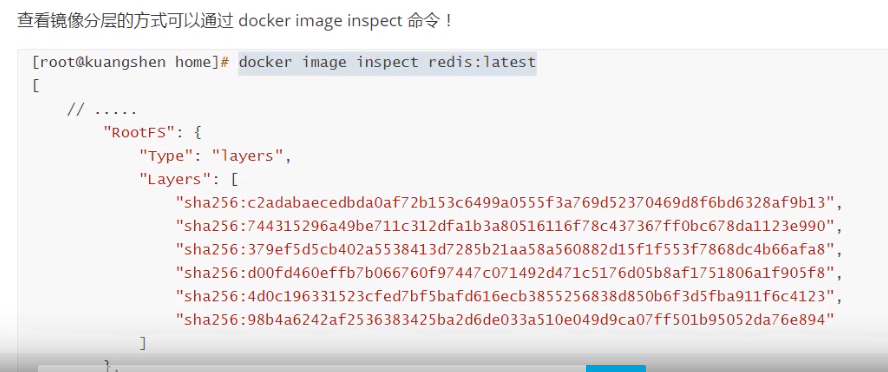 查看镜像分层的方式可以通过 docker image inspect 命令！
[root@kuangshen home]# docker image inspect redis:latest
[
// .....
"RootFS": {
"Type": "layers",
"Layers": [
"sha256:c2adabaecedbda0af72b153c6499a0555f3a769d52370469d8f6bd6328af9b13",
"sha256:744315296a49be711c312dfa1b3a80516116f78c437367ff0bc678da1123e990",
"sha256:379ef5d5cb402a5538413d7285b21aa58a560882d15f1f553f7868dc4b66afa8",
"sha256:d00fd460effb7b066760f97447c071492d471c5176d05b8af1751806a1f905f8",
"sha256:4d0c196331523cfed7bf5bafd616ecb3855256838d850b6f3d5fba911f6c4123",
"sha256:98b4a6242af2536383425ba2d6de033a510e049d9ca07ff501b95052da76e894"
]
},